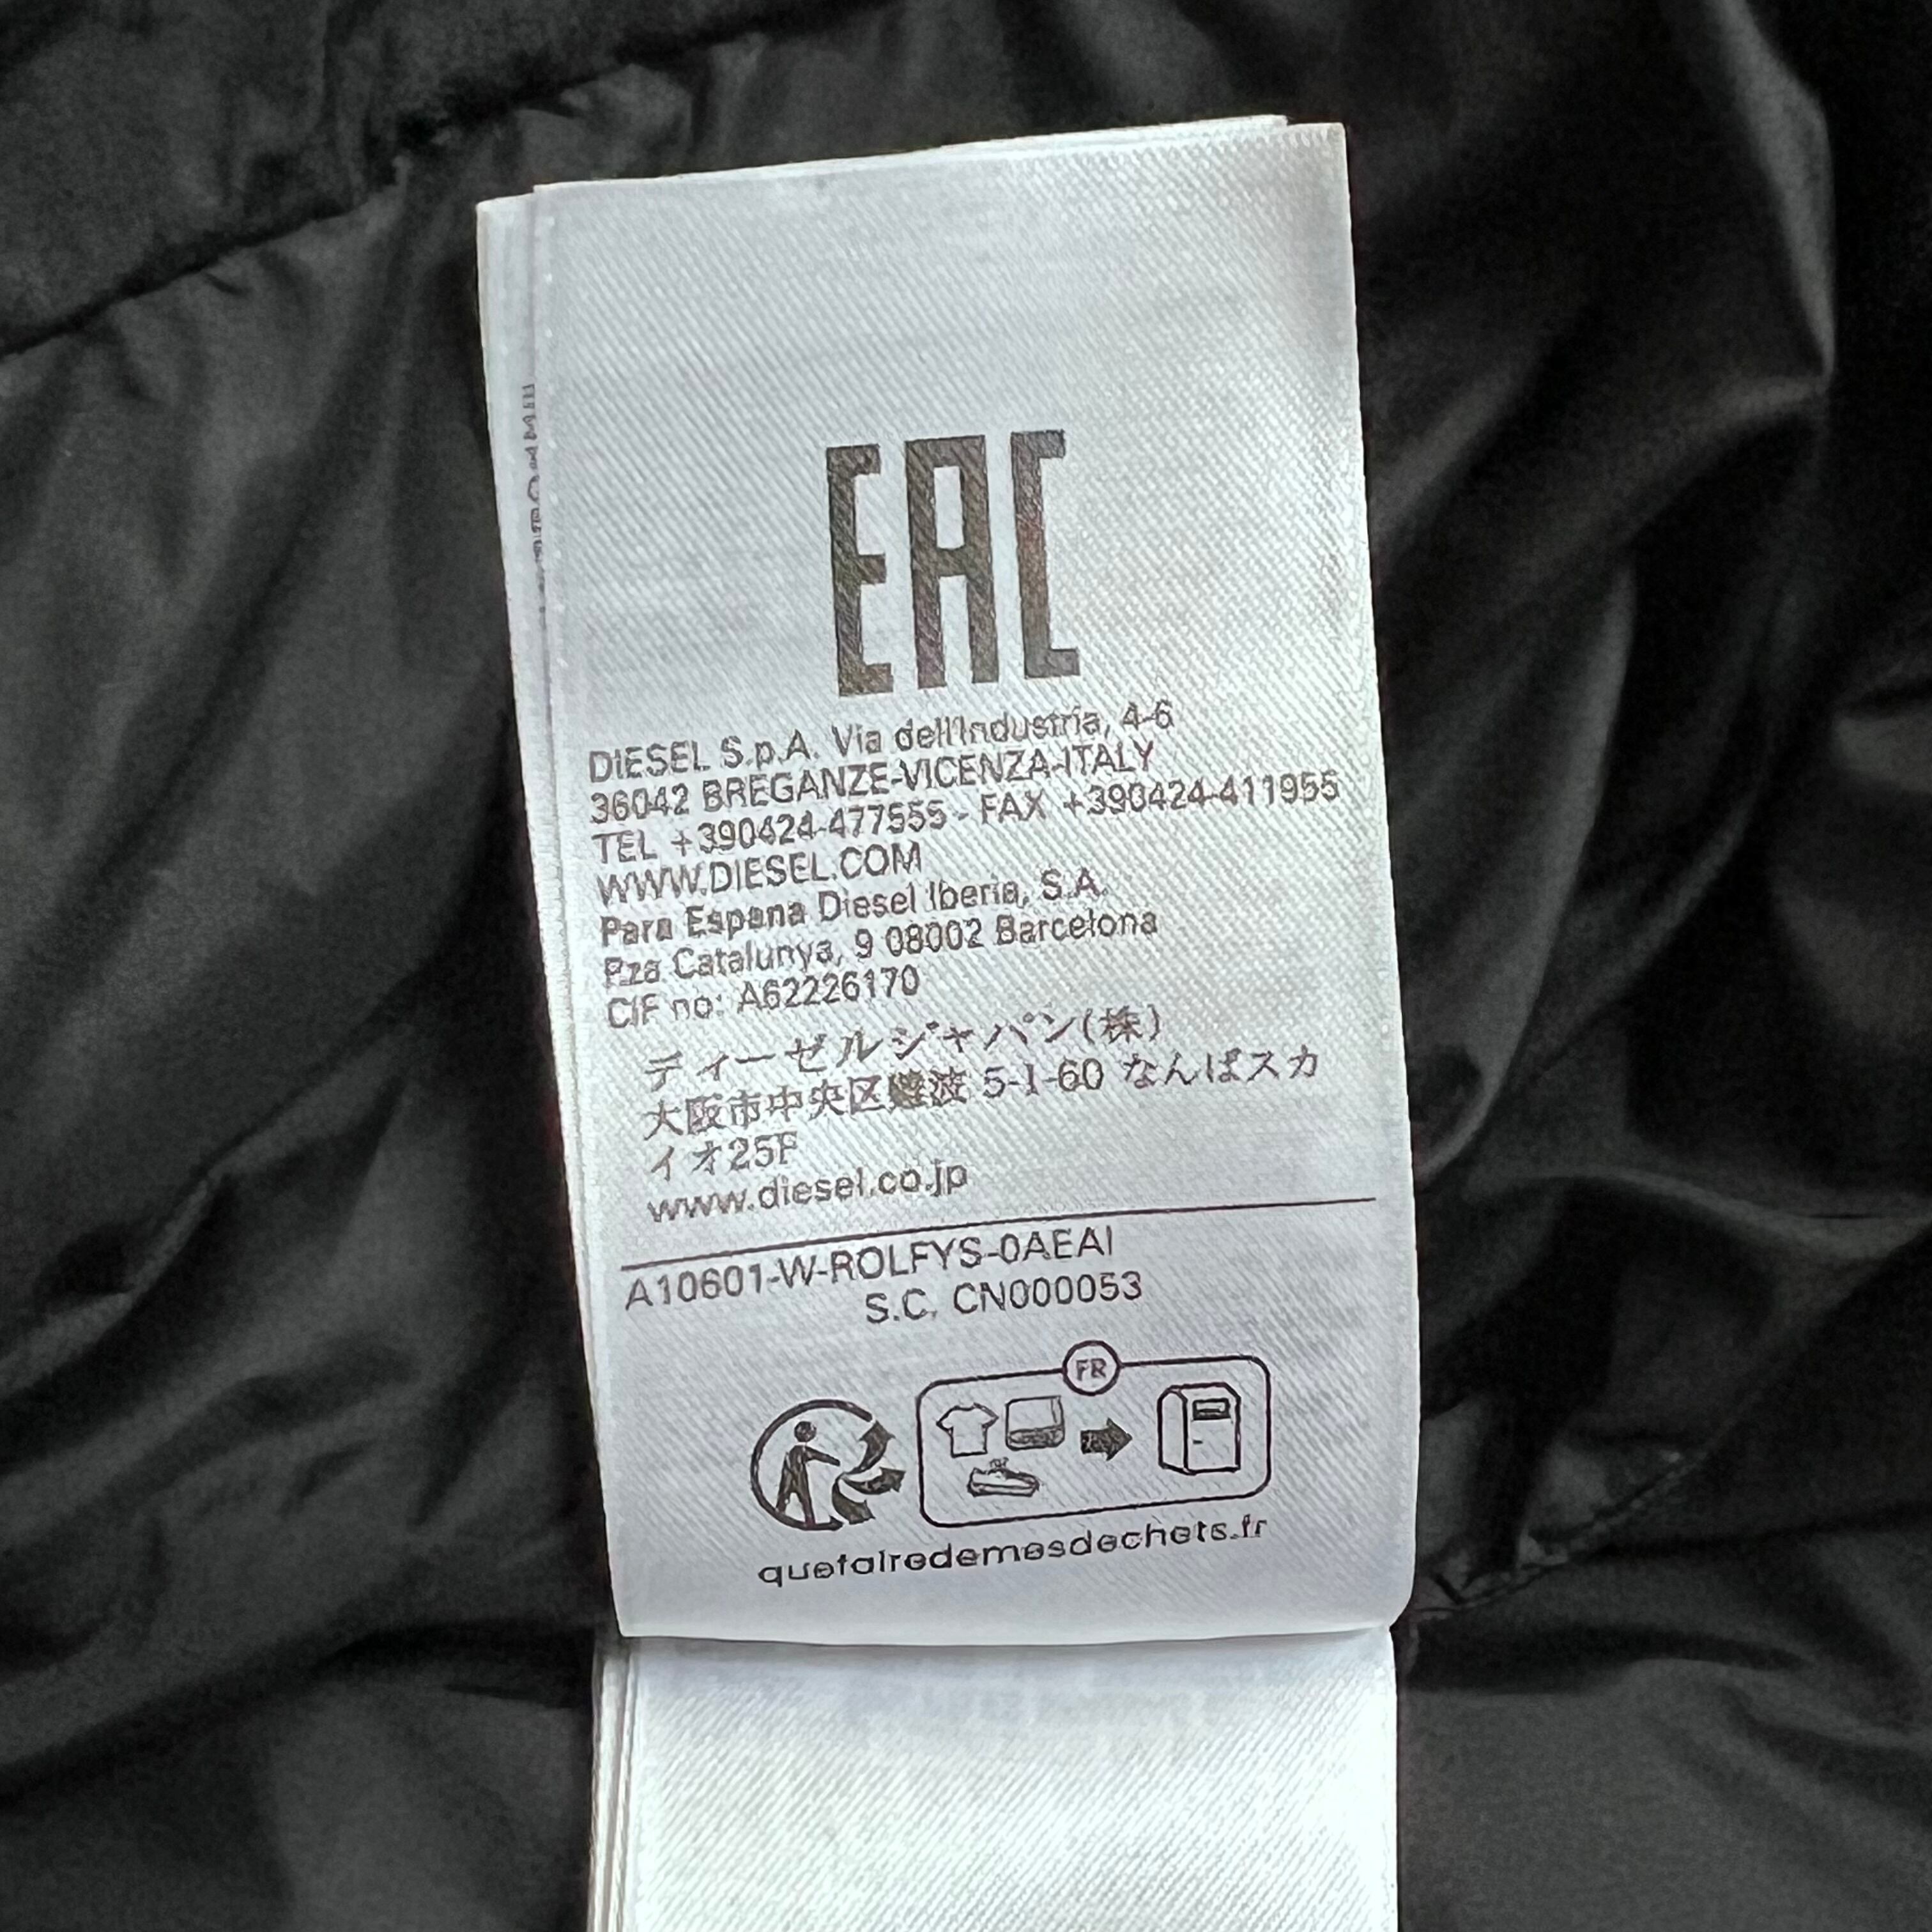 EAC
DIESEL S.p.A. Via dell'Industria, 4-6
36042 BREGANZE-VICENZA-ITALY
TEL +390424-477555 - FAX +390424-411955
WWW.DIESEL.COM
Para Espana Diesel Iberia, S.A.
Pza Catalunya, 9 08002 Barcelona
CIF no: A62226170
ディーゼルジャパン(株)
大阪市中央区難波 5-1-60 なんばスカ
イオ25F
www.diesel.co.jp
A10601-W-ROLFYS-0AEAI
S.C. CN000053
FR
quefairedemesdechets.fr